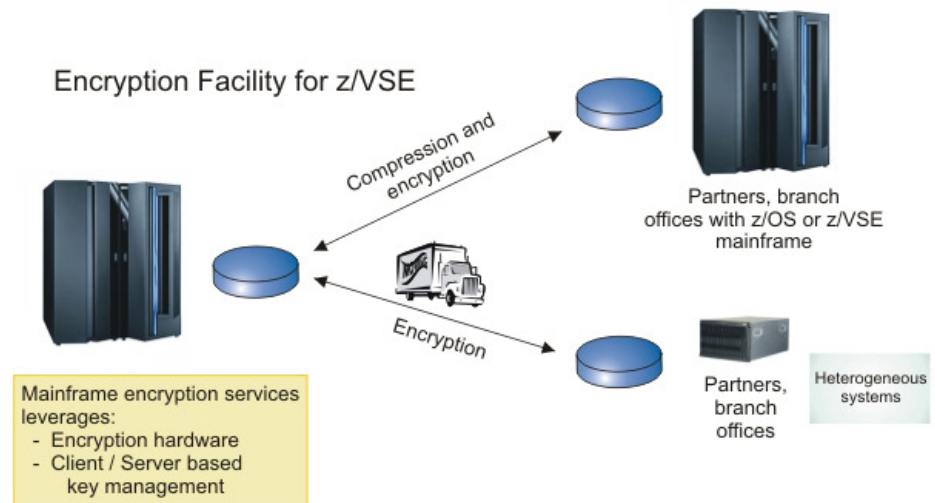 Encryption Facility for z/VSE
Compression and
encryption
Partners, branch
offices with z/OS or z/VSE
mainframe
Encryption
Mainframe encryption services
leverages:
- Encryption hardware
- Client / Server based
key management
Partners,
branch
offices
Heterogeneous
systems